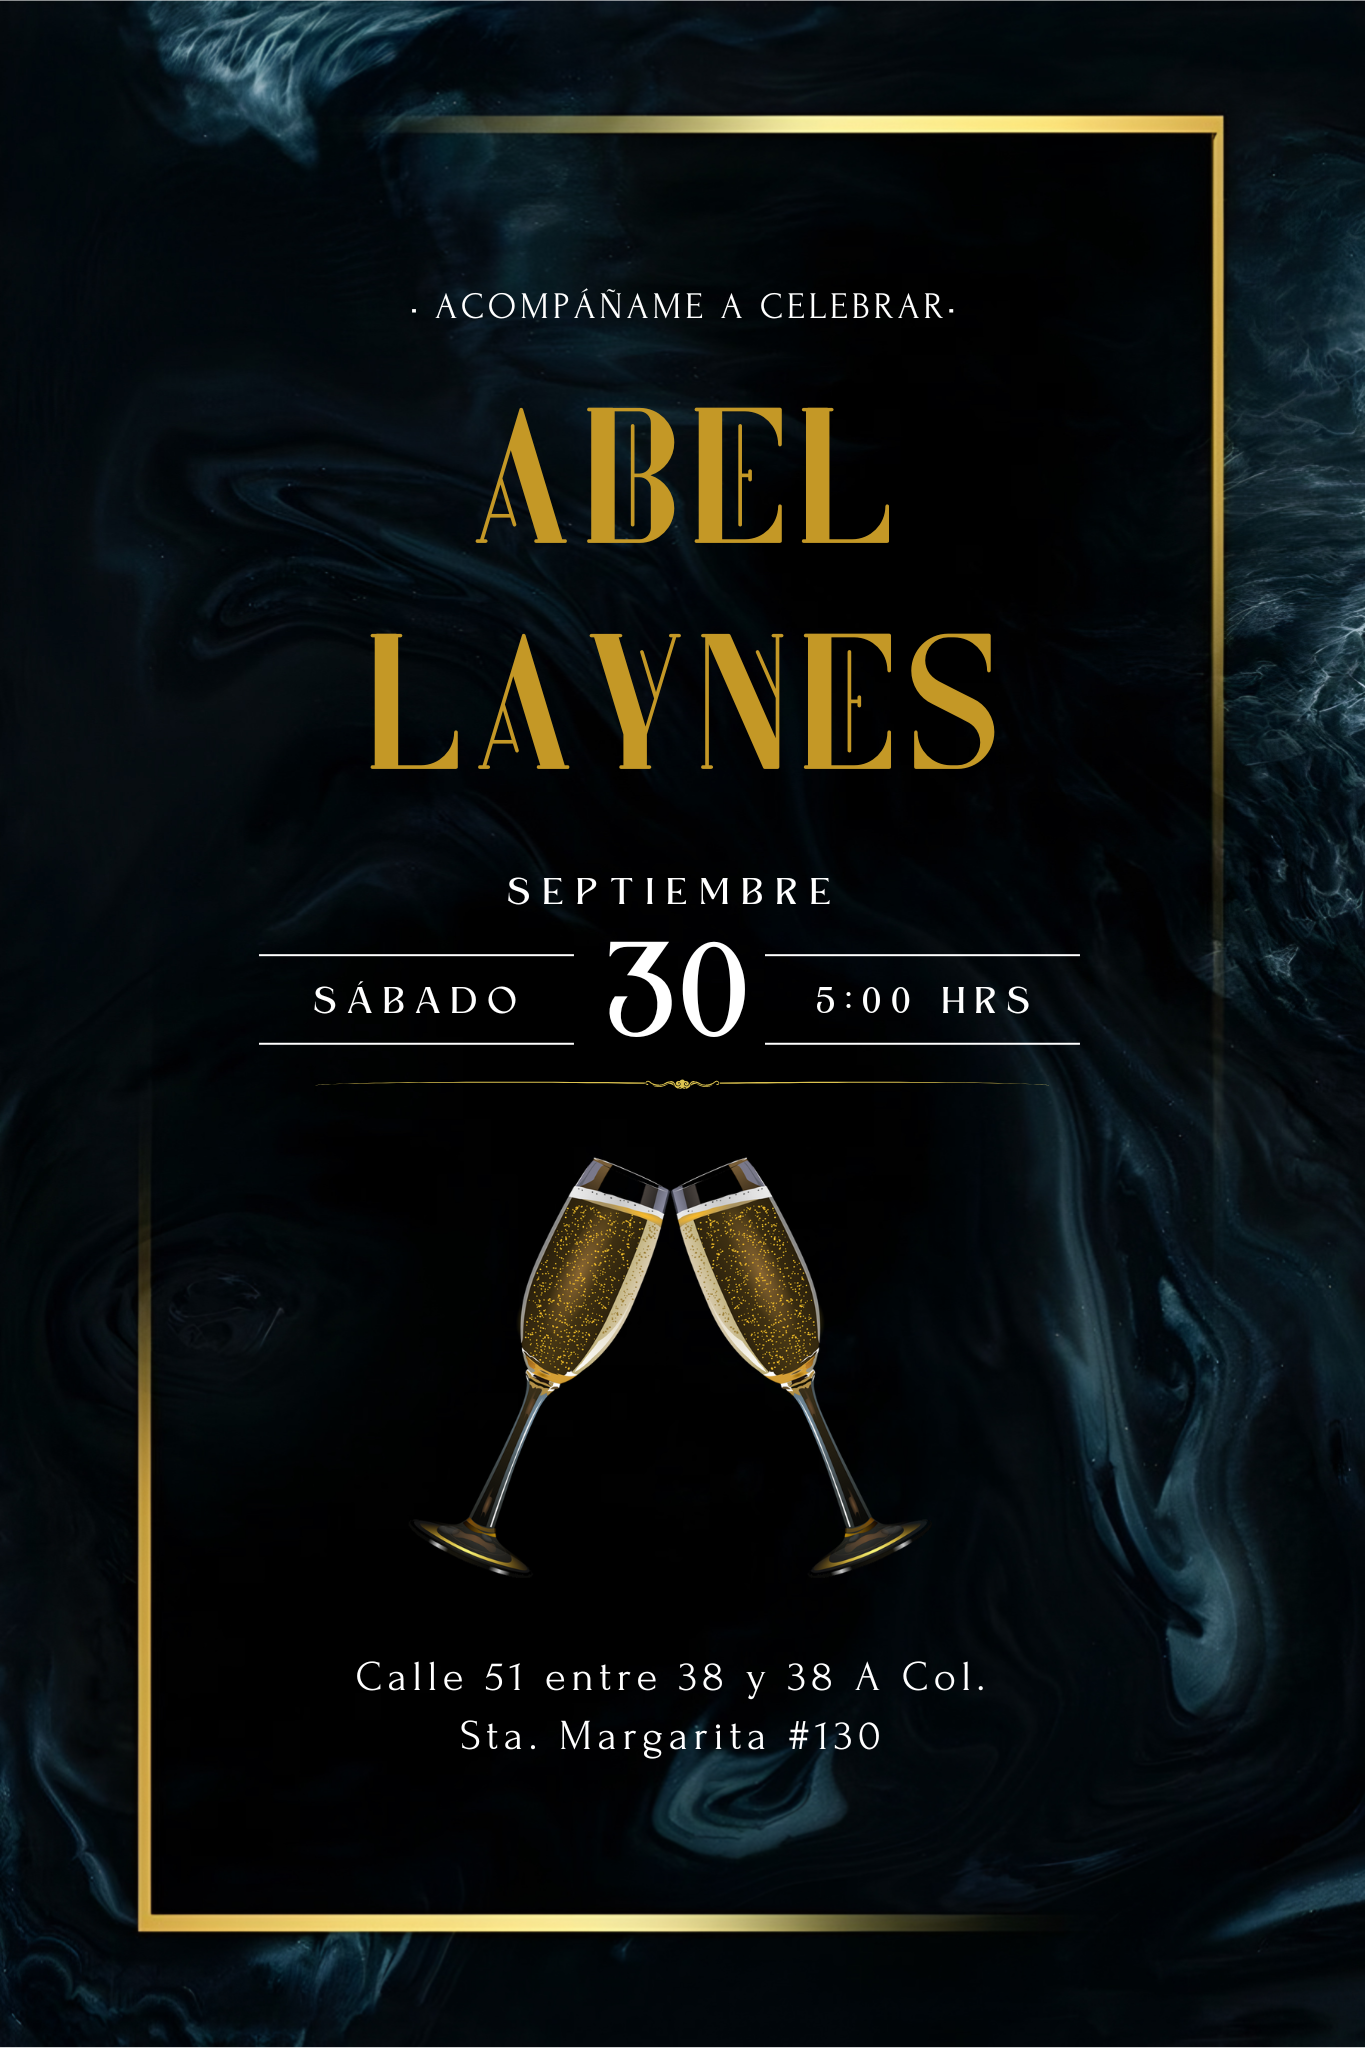 · ACOMPÁÑAME A CELEBRAR·
ABEL
LAYNES
SEPTIEMBRE
SÁBADO 30 5:00 HRS
Calle 51 entre 38 y 38 A Col.
Sta. Margarita #130